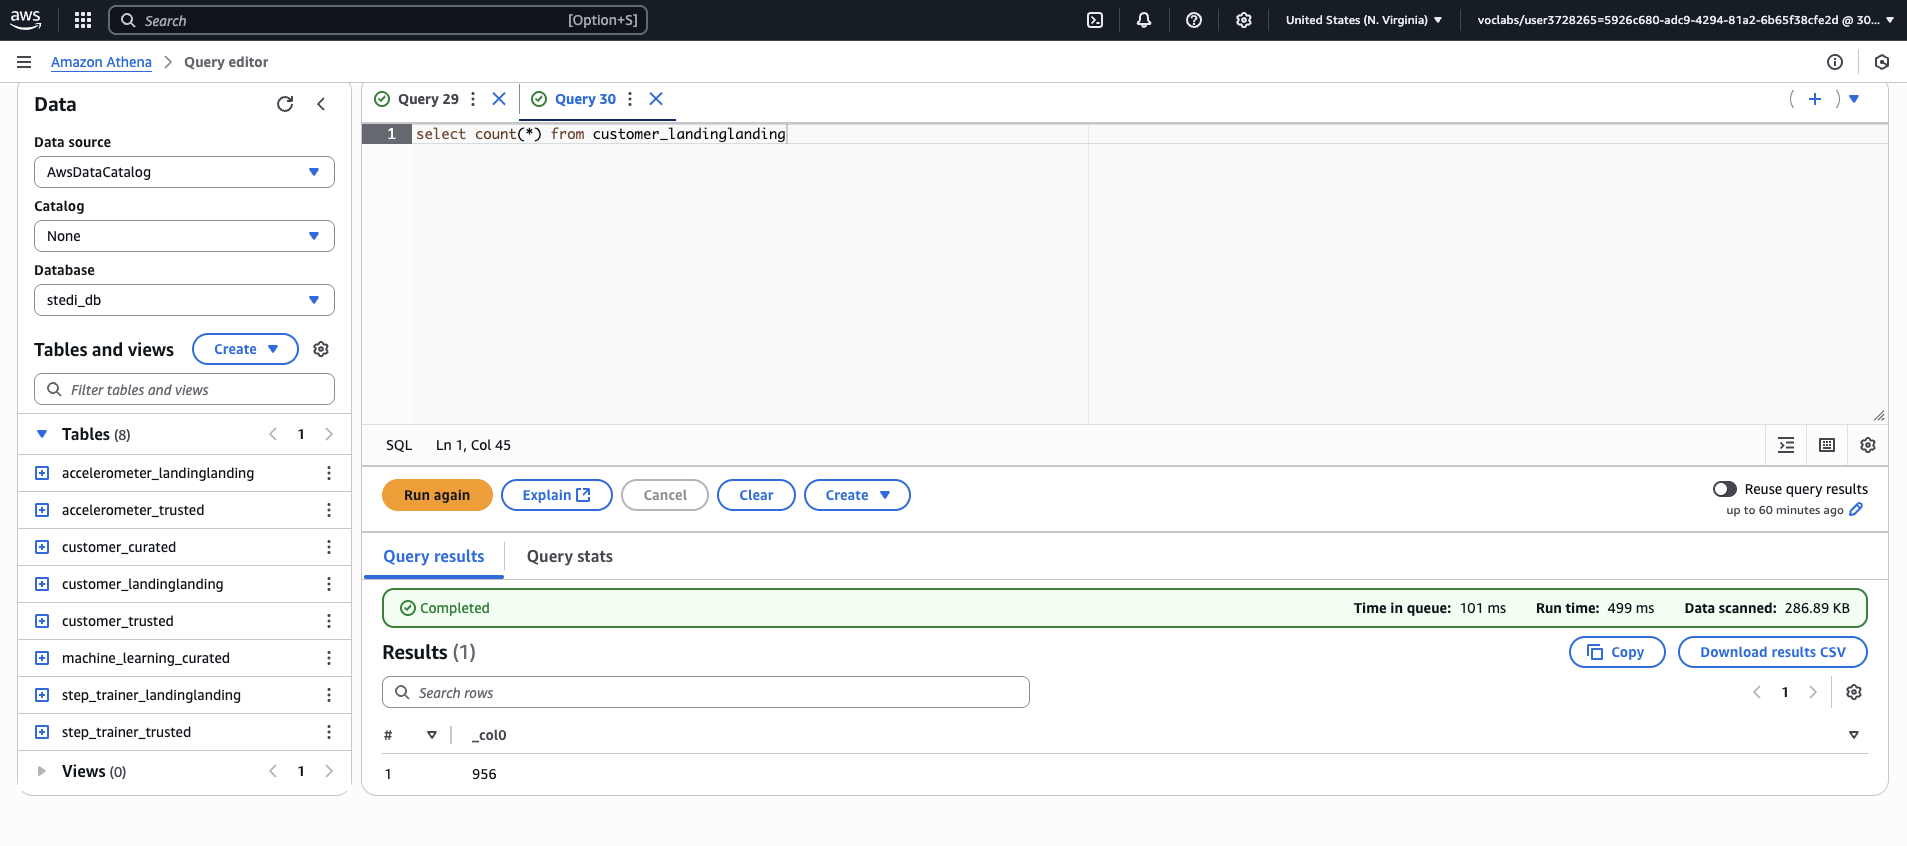 aws
Search
[Option+S]
United States (N. Virginia)
voclabs/user3728265=5926c680-adc9-4294-81a2-6b65f38cfe2d @ 30...
Amazon Athena
Query editor
Data
Data source
AwsDataCatalog
Catalog
None
Database
stedi_db
Tables and views
Create
Filter tables and views
Tables (8)
1
accelerometer_landinglanding
accelerometer_trusted
customer_curated
customer_landinglanding
customer_trusted
machine_learning_curated
step_trainer_landinglanding
step_trainer_trusted
Views (0)
1
Query 29
Query 30
1
select count(*) from customer_landinglanding
SQL
Ln 1, Col 45
Run again
Explain
Cancel
Clear
Create
Reuse query results
up to 60 minutes ago
Query results
Query stats
Completed
Time in queue: 101 ms
Run time: 499 ms
Data scanned: 286.89 KB
Results (1)
Copy
Download results CSV
Search rows
1
#
_col0
1
956